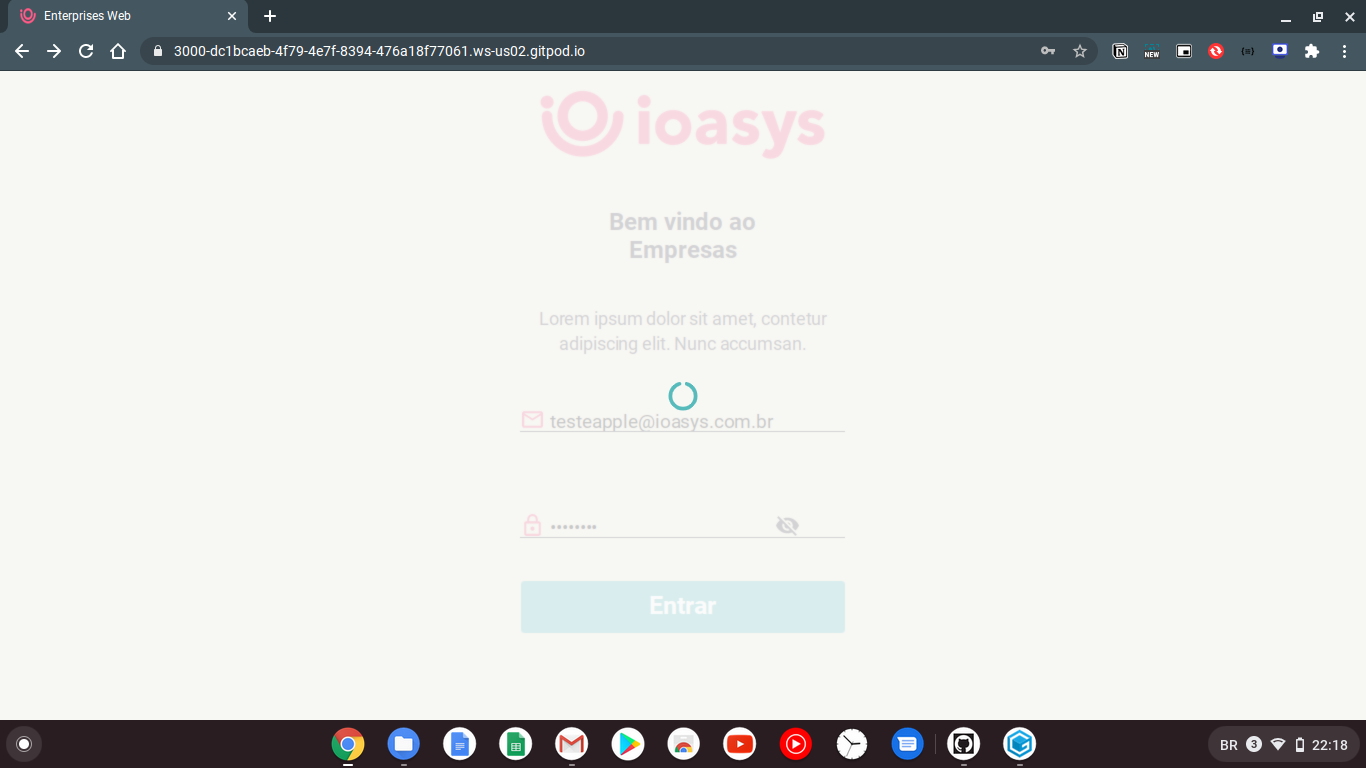 Enterprises Web
3000-dc1bcaeb-4f79-4e7f-8394-476a18f77061.ws-us02.gitpod.io
NEW
ioasys
Bem vindo ao
Empresas
Lorem ipsum dolor sit amet, contetur
adipiscing elit. Nunc accumsan.
testeapple@ioasys.com.br
••••••••
Entrar
BR 3 22:18